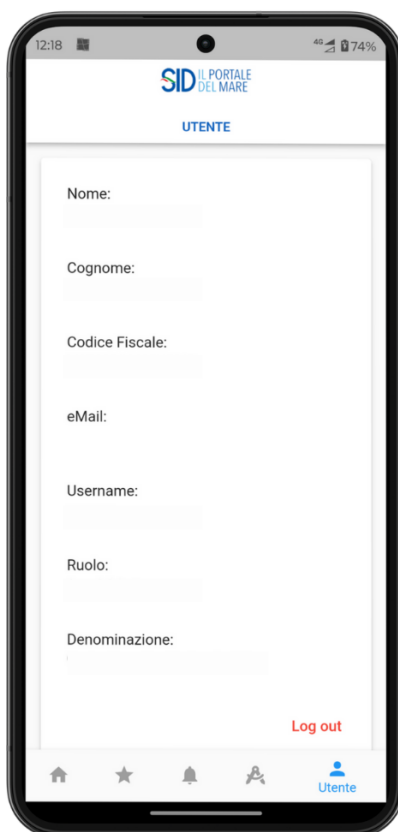 12:18
4G 74%
SID IL PORTALE
DEL MARE
UTENTE
Nome:
Cognome:
Codice Fiscale:
eMail:
Username:
Ruolo:
Denominazione:
Log out
Utente